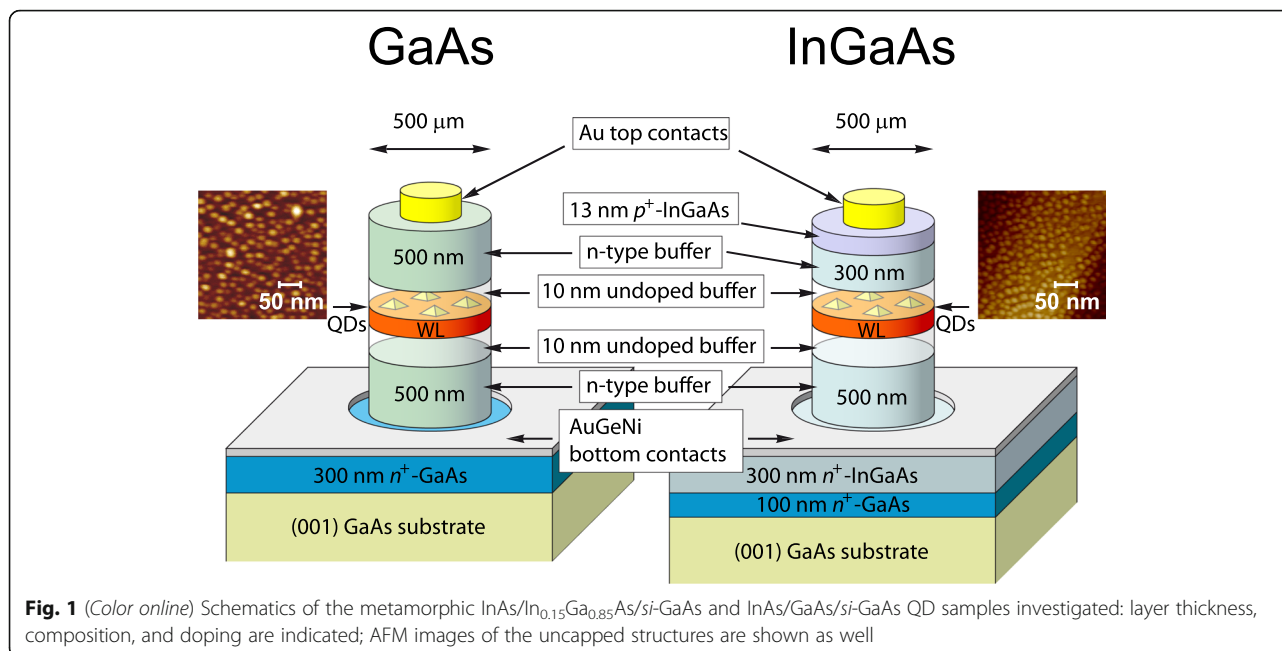 GaAs
InGaAs
500 μm
500 μm
Au top contacts
13 nm p⁺-InGaAs
500 nm
n-type buffer
300 nm
50 nm
10 nm undoped buffer
50 nm
QDs
WL
WL
QDs
10 nm undoped buffer
500 nm
n-type buffer
500 nm
AuGeNi
bottom contacts
300 nm n⁺-GaAs
300 nm n⁺-InGaAs
100 nm n⁺-GaAs
(001) GaAs substrate
(001) GaAs substrate
Fig. 1 (Color online) Schematics of the metamorphic InAs/In₀.₁₅Ga₀.₈₅As/si-GaAs and InAs/GaAs/si-GaAs QD samples investigated: layer thickness,
composition, and doping are indicated; AFM images of the uncapped structures are shown as well